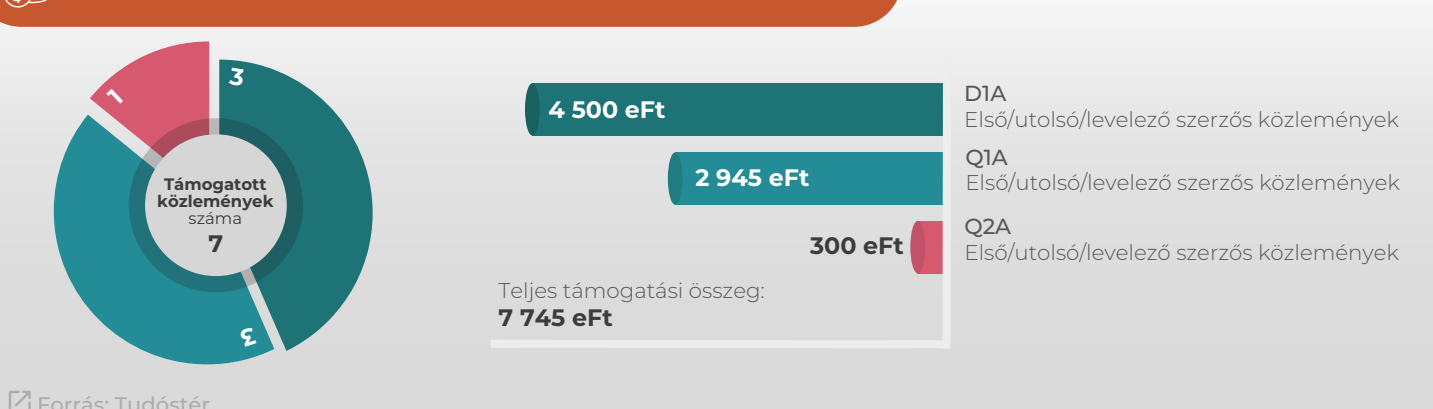 3
1
3
Támogatott
közlemények
száma
7
4 500 eFt
2 945 eFt
300 eFt
Teljes támogatási összeg:
7 745 eFt
D1A
Első/utolsó/levelező szerzős közlemények
Q1A
Első/utolsó/levelező szerzős közlemények
Q2A
Első/utolsó/levelező szerzős közlemények
Forrás: Tudóstér